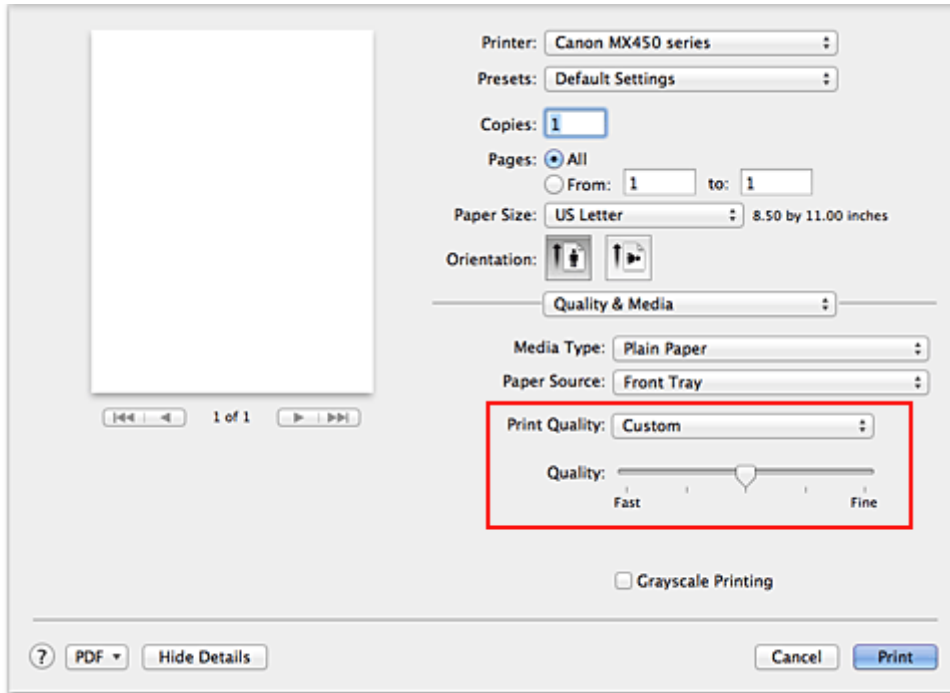 Printer: Canon MX450 series
Presets: Default Settings
Copies: 1
Pages: All
From: 1 to: 1
Paper Size: US Letter 8.50 by 11.00 inches
Orientation:
Quality & Media
Media Type: Plain Paper
Paper Source: Front Tray
1 of 1
Print Quality: Custom
Quality:
Fast Fine
Grayscale Printing
? PDF Hide Details Cancel Print